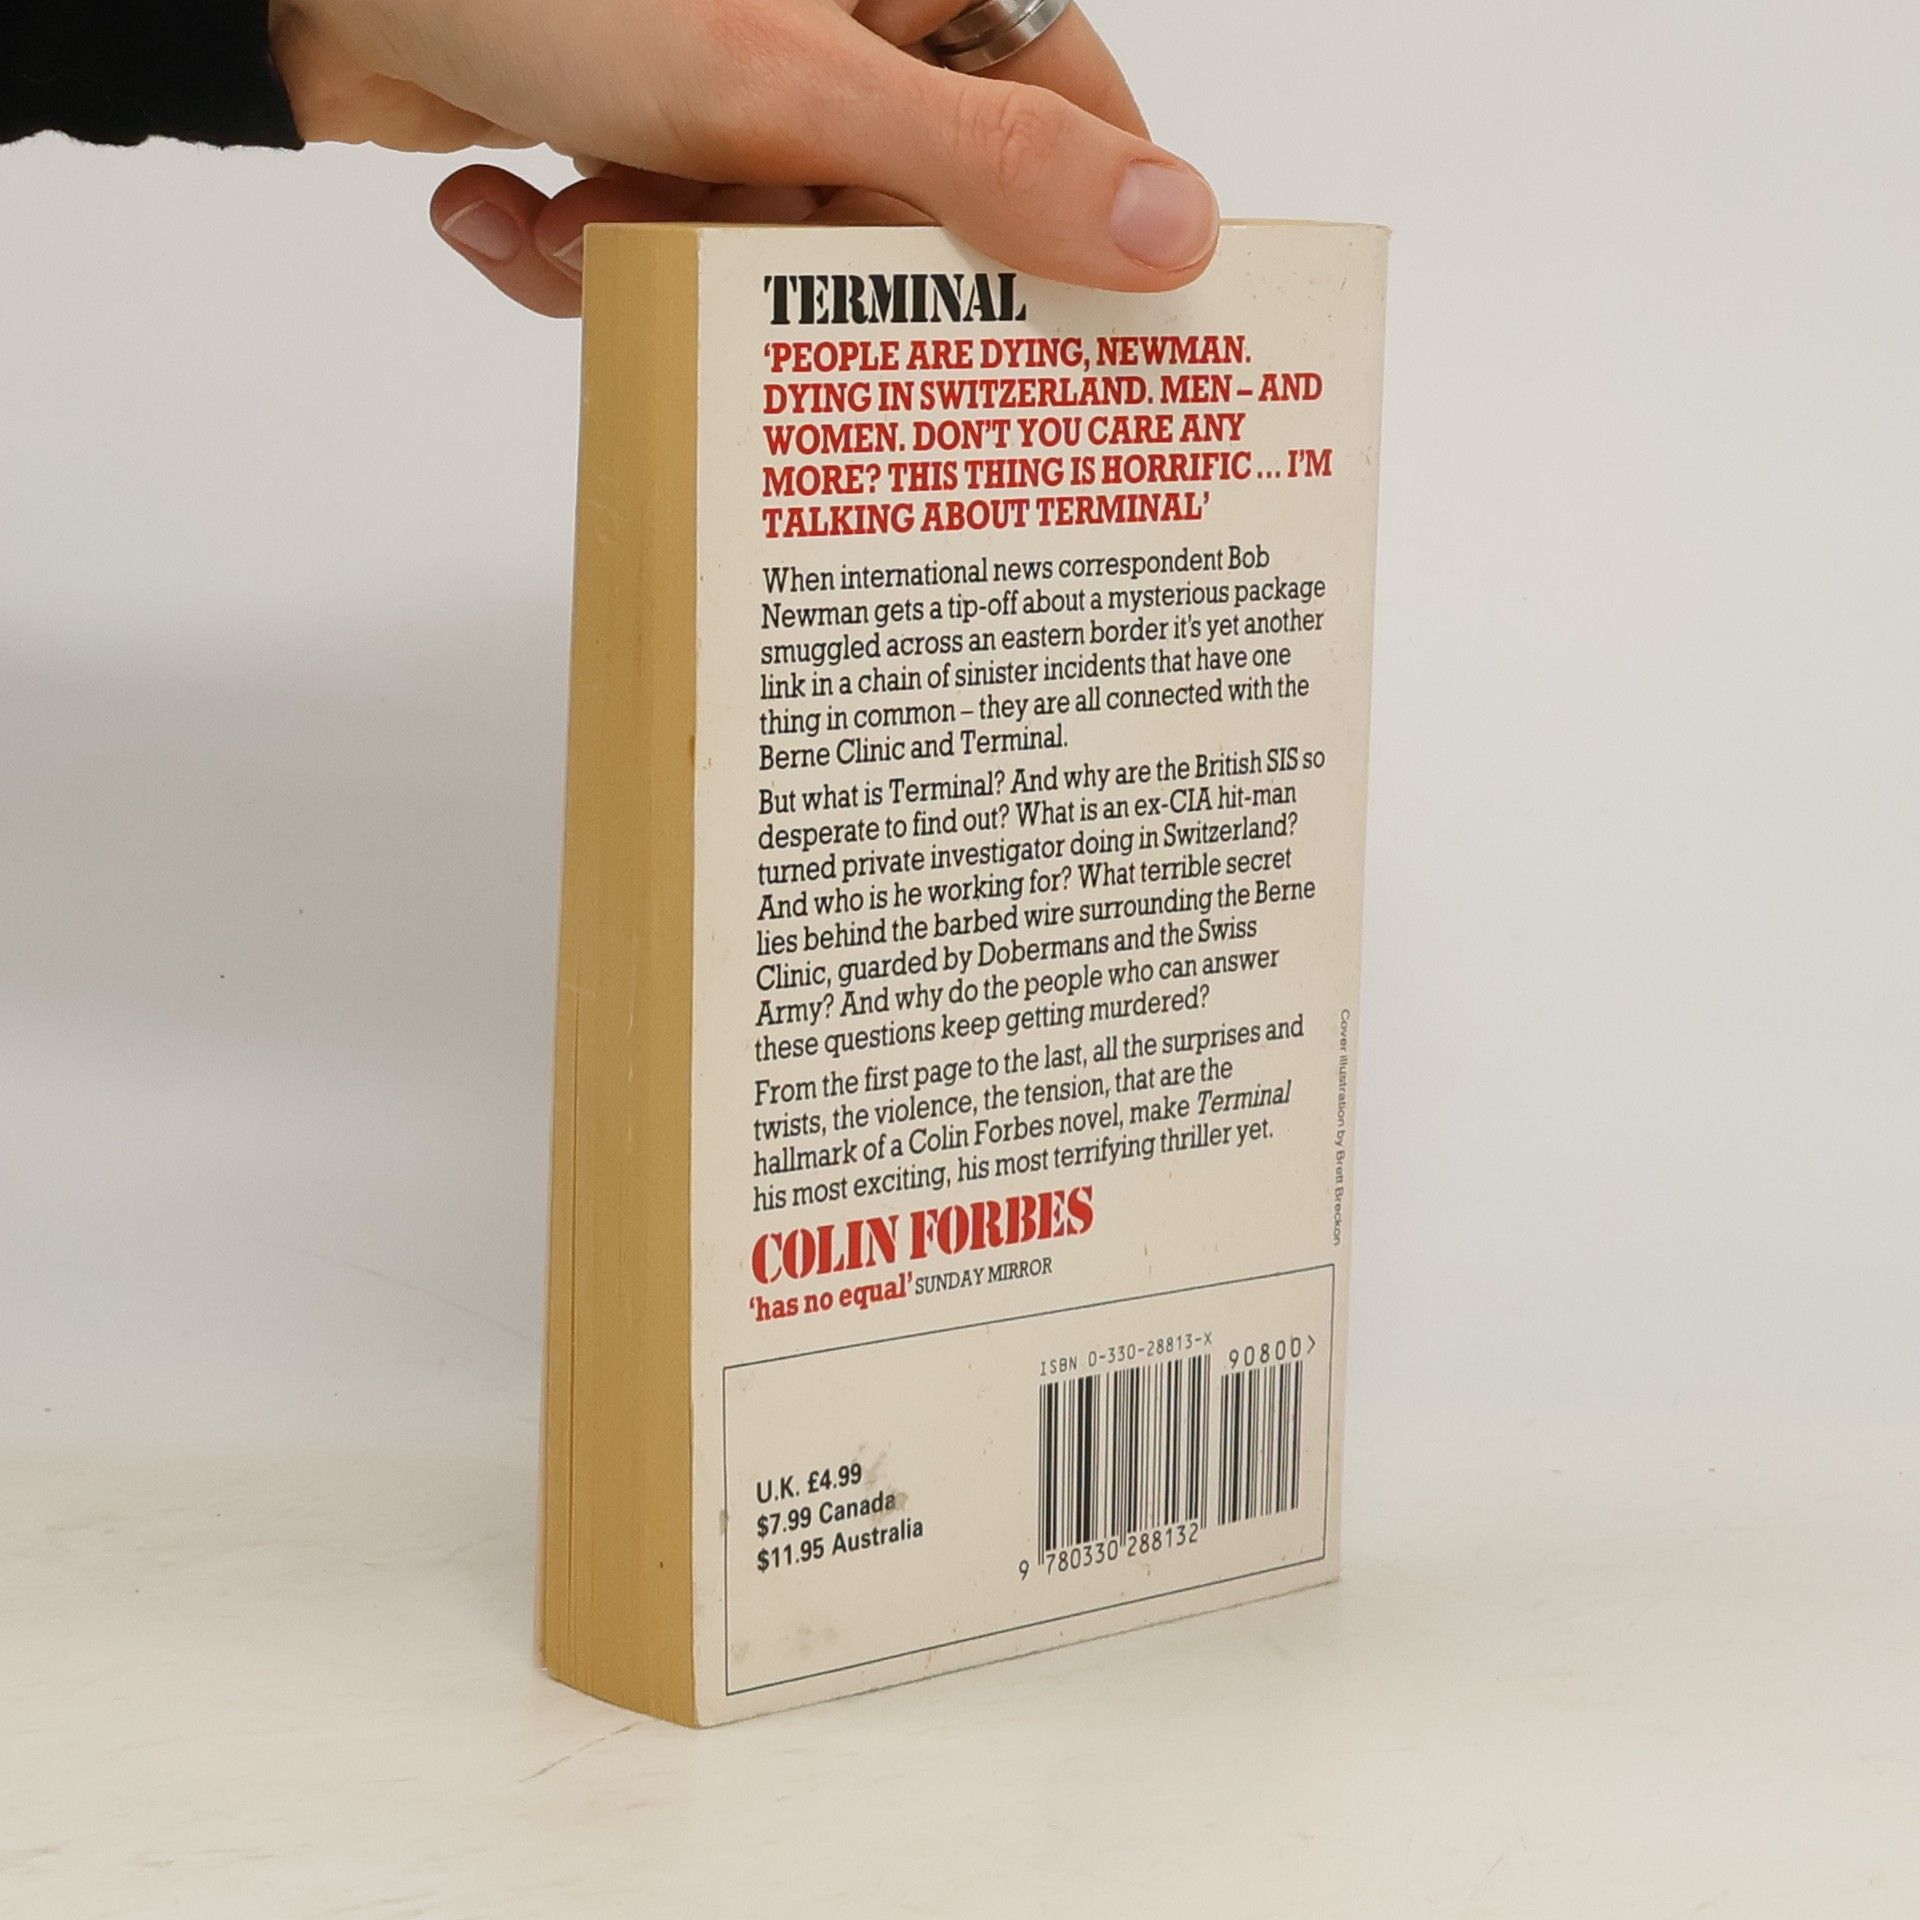 TERMINAL
‘PEOPLE ARE DYING, NEWMAN.
DYING IN SWITZERLAND. MEN – AND
WOMEN. DON’T YOU CARE ANY
MORE? THIS THING IS HORRIFIC... I’M
TALKING ABOUT TERMINAL’
When international news correspondent Bob
Newman gets a tip-off about a mysterious package
smuggled across an eastern border it’s yet another
link in a chain of sinister incidents that have one
thing in common – they are all connected with the
Berne Clinic and Terminal.
But what is Terminal? And why are the British SIS so
desperate to find out? What is an ex-CIA hit-man
turned private investigator doing in Switzerland?
And who is he working for? What terrible secret
lies behind the barbed wire surrounding the Berne
Clinic, guarded by Dobermans and the Swiss
Army? And why do the people who can answer
these questions keep getting murdered?
From the first page to the last, all the surprises and
twists, the violence, the tension, that are the
hallmark of a Colin Forbes novel, make Terminal
his most exciting, his most terrifying thriller yet.
COLIN FORBES
‘has no equal’ SUNDAY MIRROR
Cover illustration by Brett Breckon
ISBN 0-330-28813-X
90800>
U.K. £4.99
$7.99 Canada
$11.95 Australia
9 780330 288132